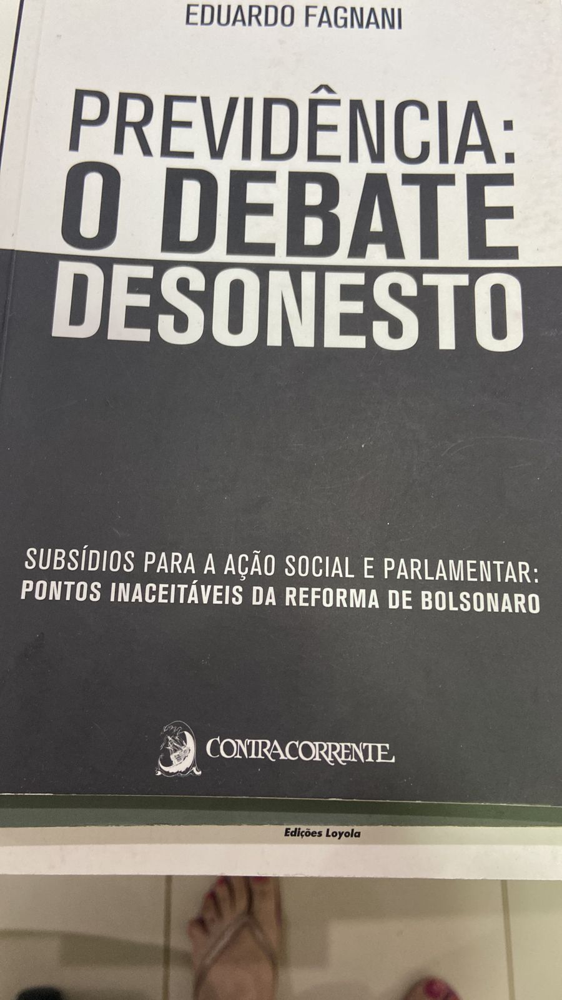 EDUARDO FAGNANI
PREVIDÊNCIA:
O DEBATE
DESONESTO
SUBSÍDIOS PARA A AÇÃO SOCIAL E PARLAMENTAR:
PONTOS INACEITÁVEIS DA REFORMA DE BOLSONARO
CONTRACORRENTE
Edições Loyola